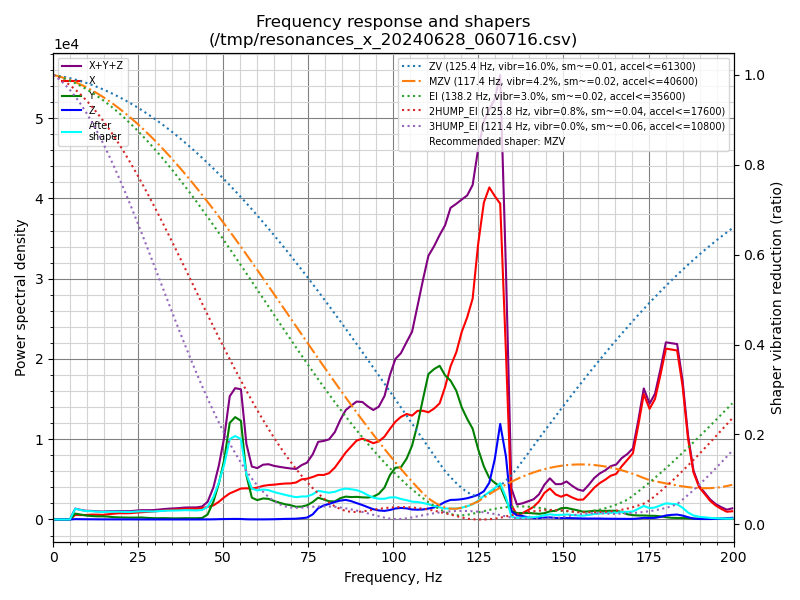 Frequency response and shapers
(/tmp/resonances_x_20240628_060716.csv)
1e4
X+Y+Z
X
Y
Z
After
shaper
ZV (125.4 Hz, vibr=16.0%, sm~=0.01, accel<=61300)
MZV (117.4 Hz, vibr=4.2%, sm~=0.02, accel<=40600)
EI (138.2 Hz, vibr=3.0%, sm~=0.02, accel<=35600)
2HUMP_EI (125.8 Hz, vibr=0.8%, sm~=0.04, accel<=17600)
3HUMP_EI (121.4 Hz, vibr=0.0%, sm~=0.06, accel<=10800)
Recommended shaper: MZV
Power spectral density
5
4
3
2
1
0
1.0
0.8
0.6
0.4
0.2
0.0
Shaper vibration reduction (ratio)
0 25 50 75 100 125 150 175 200
Frequency, Hz